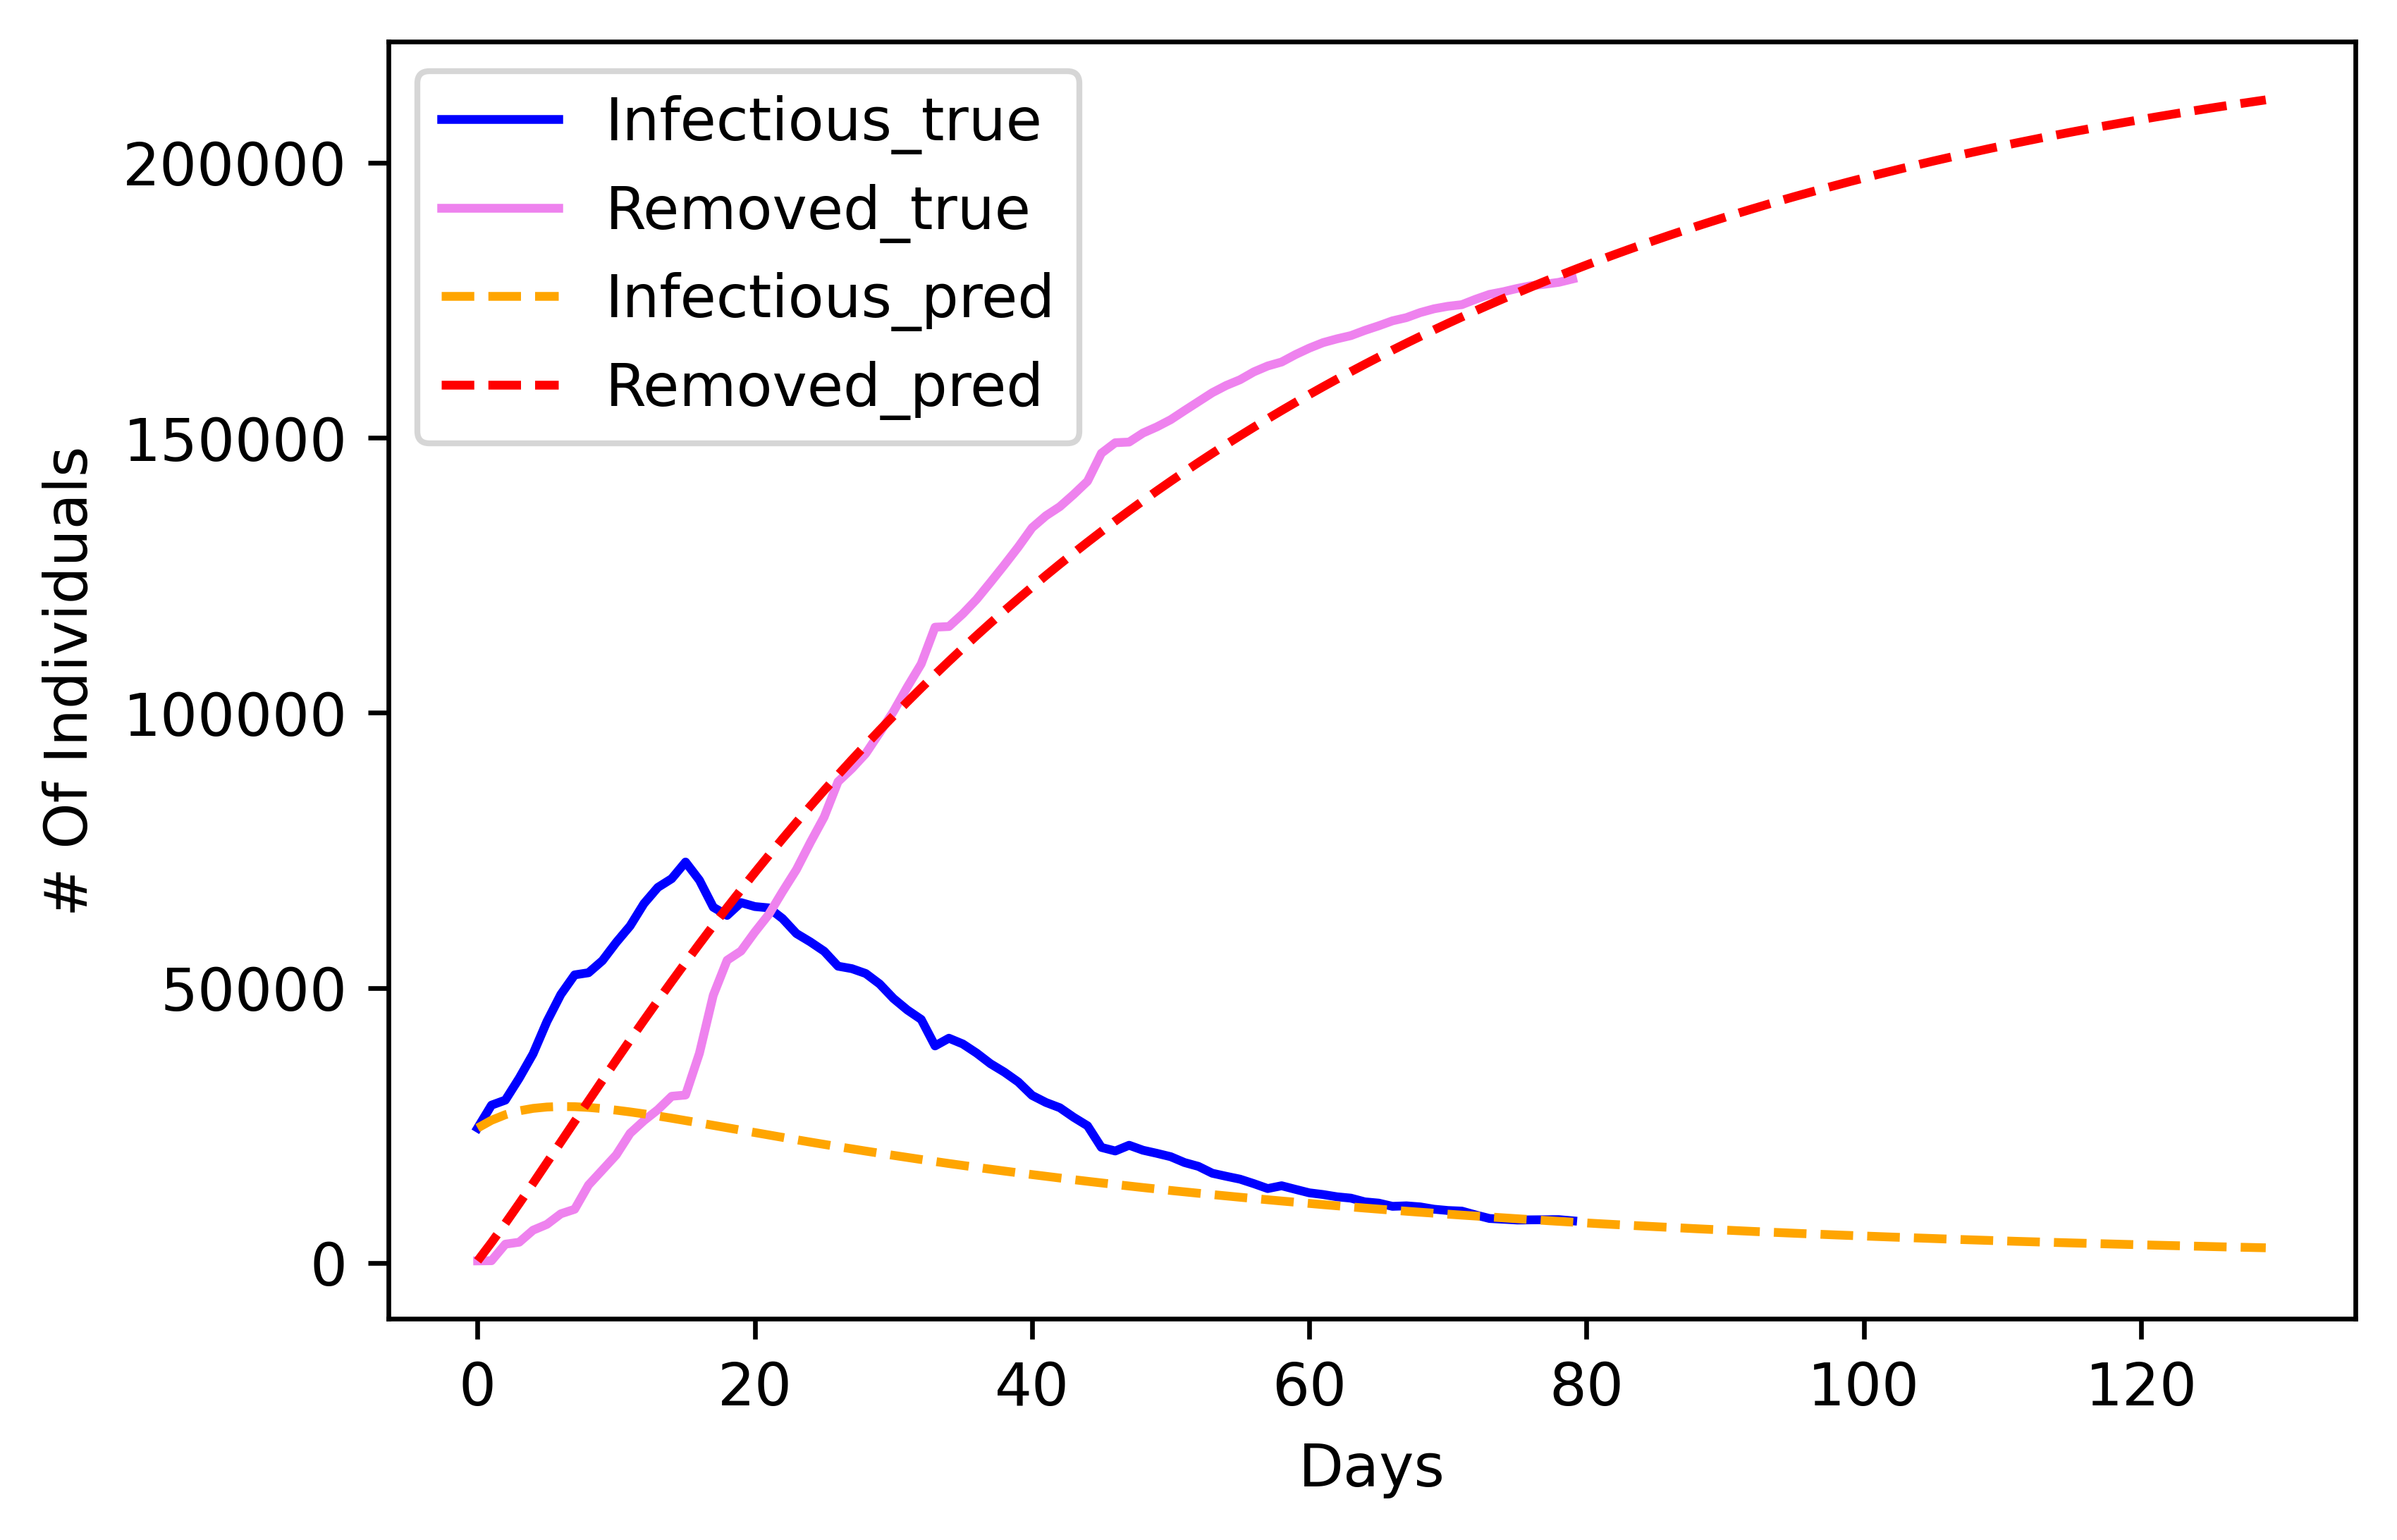 Infectious_true
Removed_true
Infectious_pred
Removed_pred
# Of Individuals
200000
150000
100000
50000
0
0 20 40 60 80 100 120
Days